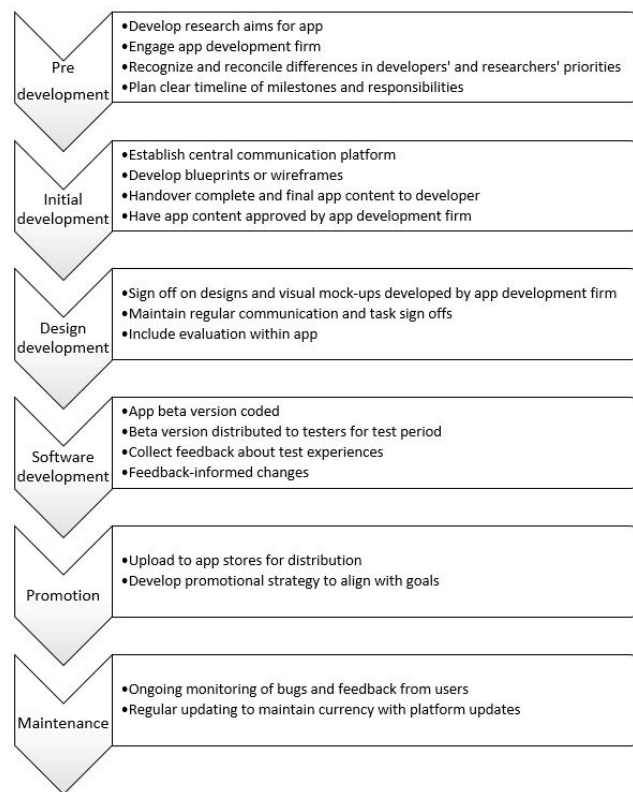 Pre
development
•Develop research aims for app
•Engage app development firm
•Recognize and reconcile differences in developers' and researchers' priorities
•Plan clear timeline of milestones and responsibilities
Initial
development
•Establish central communication platform
•Develop blueprints or wireframes
•Handover complete and final app content to developer
•Have app content approved by app development firm
Design
development
•Sign off on designs and visual mock-ups developed by app development firm
•Maintain regular communication and task sign offs
•Include evaluation within app
Software
development
•App beta version coded
•Beta version distributed to testers for test period
•Collect feedback about test experiences
•Feedback-informed changes
Promotion
•Upload to app stores for distribution
•Develop promotional strategy to align with goals
Maintenance
•Ongoing monitoring of bugs and feedback from users
•Regular updating to maintain currency with platform updates